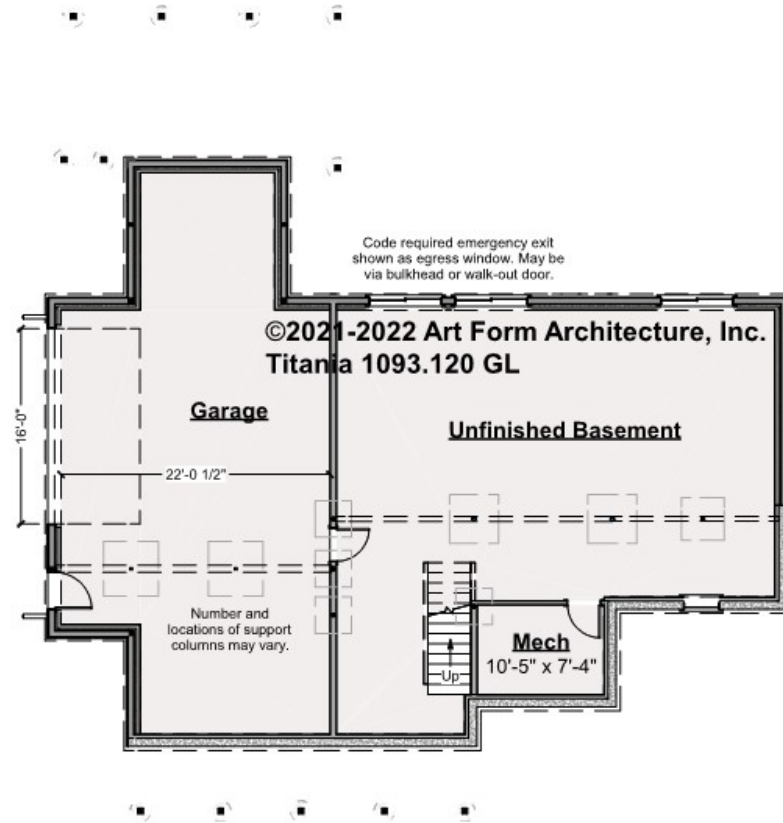 Code required emergency exit
shown as egress window. May be
via bulkhead or walk-out door.
©2021-2022 Art Form Architecture, Inc.
Titania 1093.120 GL
Garage
Unfinished Basement
16'-0"
22'-0 1/2"
Number and
locations of support
columns may vary.
Mech
10'-5" x 7'-4"
Up